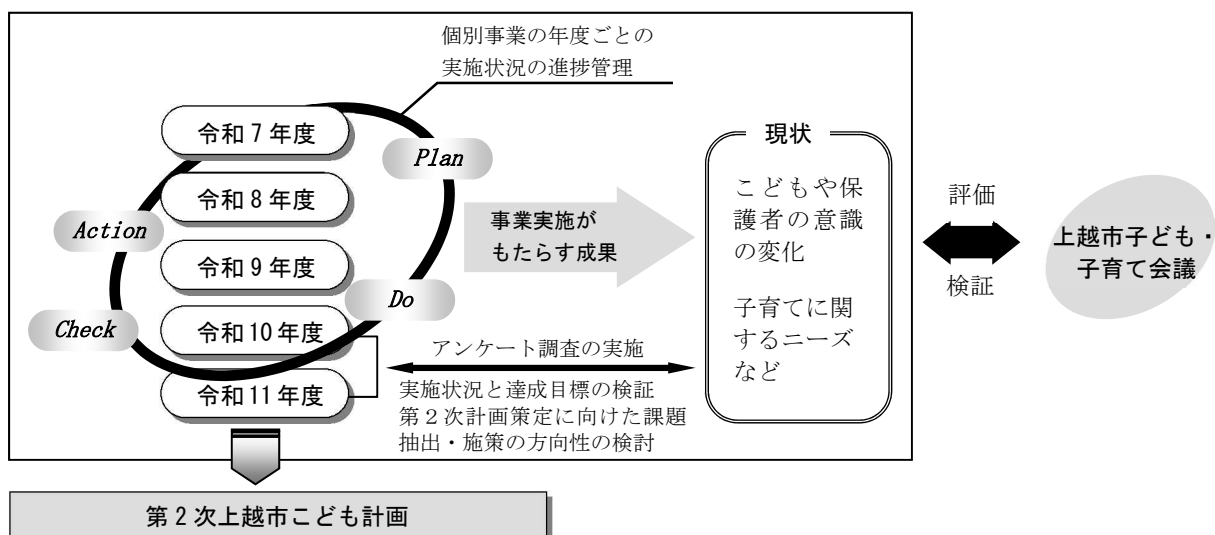 個別事業の年度ごとの
実施状況の進捗管理
令和７年度
令和８年度
令和９年度
令和10年度
令和11年度
Plan
Do
Check
Action
事業実施が
もたらす成果
現状
こどもや保
護者の意識
の変化
子育てに関
するニーズ
など
評価
検証
上越市子ども・
子育て会議
アンケート調査の実施
実施状況と達成目標の検証
第２次計画策定に向けた課題
抽出・施策の方向性の検討
第２次上越市こども計画